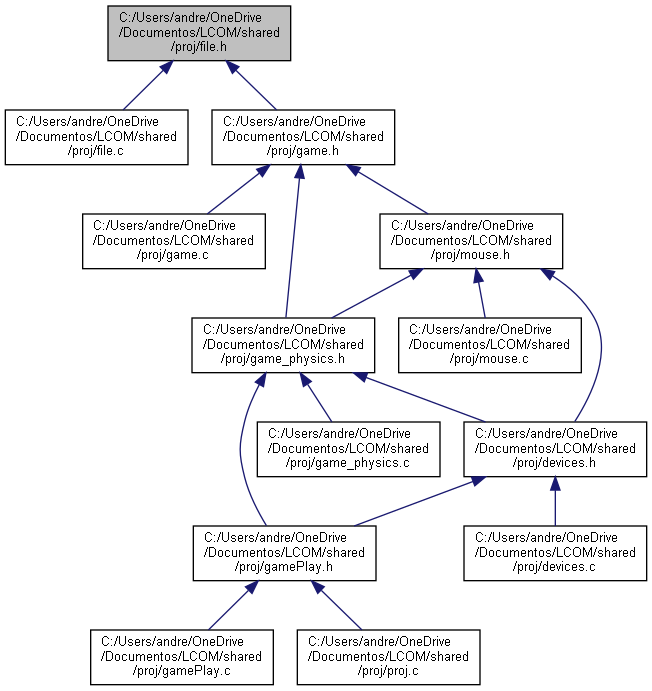 C:/Users/andre/OneDrive
/Documentos/LCOM/shared
/proj/file.h
C:/Users/andre/OneDrive
/Documentos/LCOM/shared
/proj/file.c
C:/Users/andre/OneDrive
/Documentos/LCOM/shared
/proj/game.h
C:/Users/andre/OneDrive
/Documentos/LCOM/shared
/proj/game.c
C:/Users/andre/OneDrive
/Documentos/LCOM/shared
/proj/mouse.h
C:/Users/andre/OneDrive
/Documentos/LCOM/shared
/proj/game_physics.h
C:/Users/andre/OneDrive
/Documentos/LCOM/shared
/proj/mouse.c
C:/Users/andre/OneDrive
/Documentos/LCOM/shared
/proj/game_physics.c
C:/Users/andre/OneDrive
/Documentos/LCOM/shared
/proj/devices.h
C:/Users/andre/OneDrive
/Documentos/LCOM/shared
/proj/gamePlay.h
C:/Users/andre/OneDrive
/Documentos/LCOM/shared
/proj/devices.c
C:/Users/andre/OneDrive
/Documentos/LCOM/shared
/proj/gamePlay.c
C:/Users/andre/OneDrive
/Documentos/LCOM/shared
/proj/proj.c